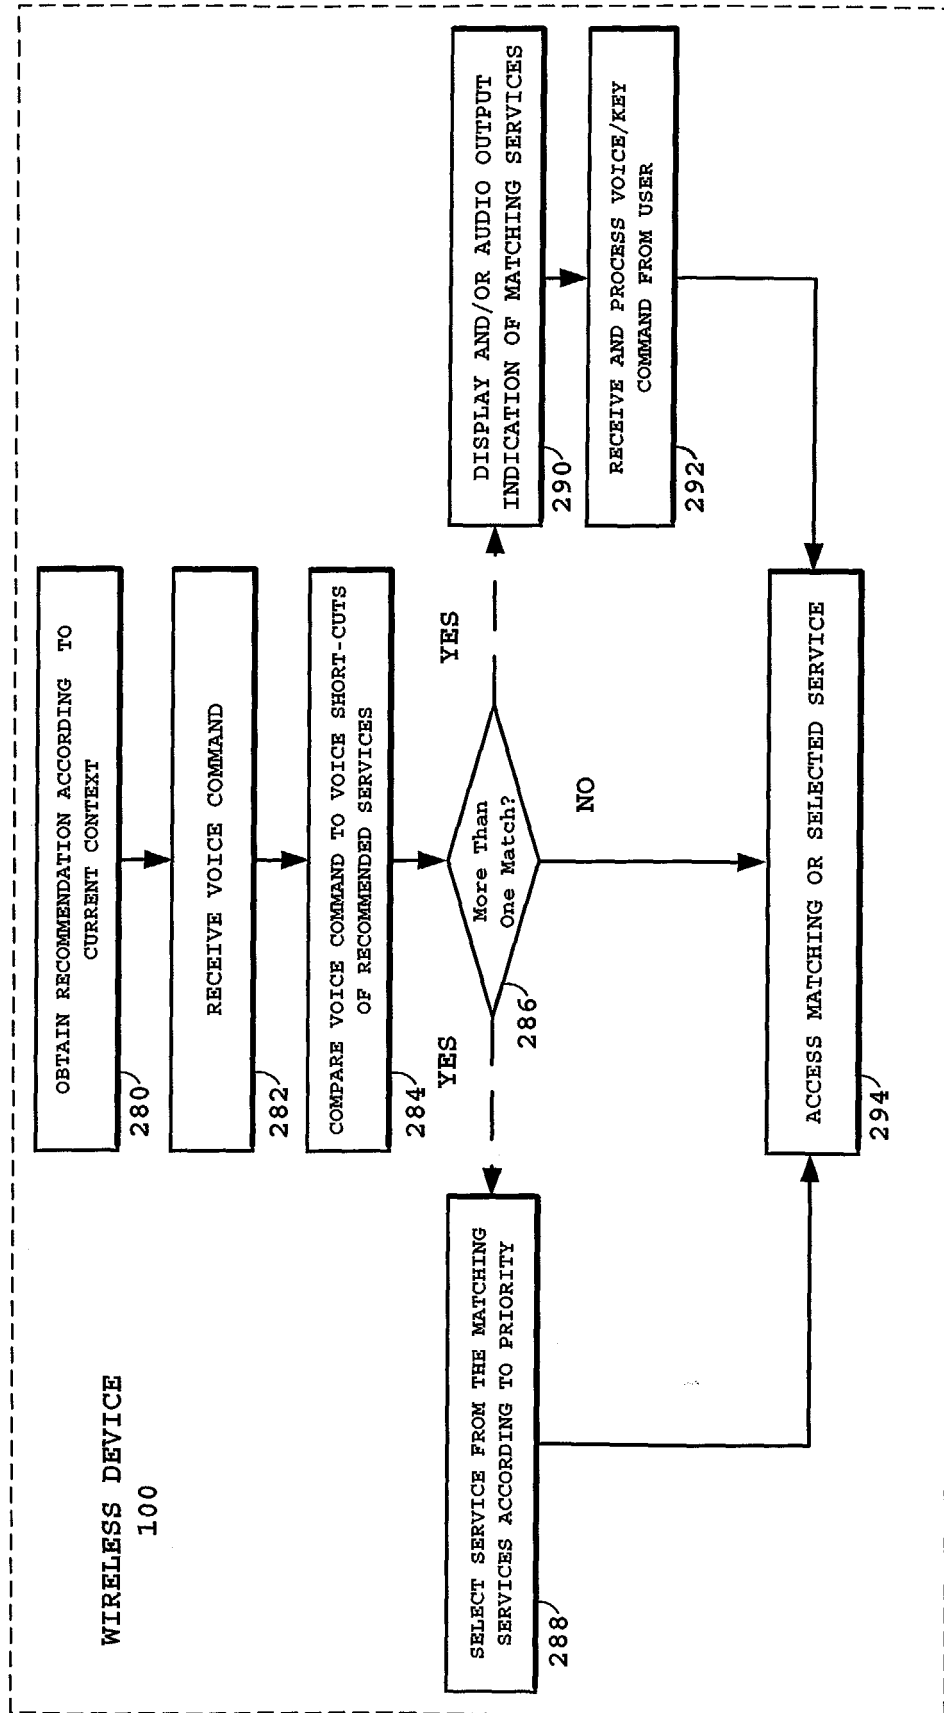 WIRELESS DEVICE
100
OBTAIN RECOMMENDATION ACCORDING TO
CURRENT CONTEXT
280
RECEIVE VOICE COMMAND
282
COMPARE VOICE COMMAND TO VOICE SHORT-CUTS
OF RECOMMENDED SERVICES
284
YES
YES
More Than
One Match?
286
NO
SELECT SERVICE FROM THE MATCHING
SERVICES ACCORDING TO PRIORITY
288
DISPLAY AND/OR AUDIO OUTPUT
INDICATION OF MATCHING SERVICES
290
RECEIVE AND PROCESS VOICE/KEY
COMMAND FROM USER
292
ACCESS MATCHING OR SELECTED SERVICE
294